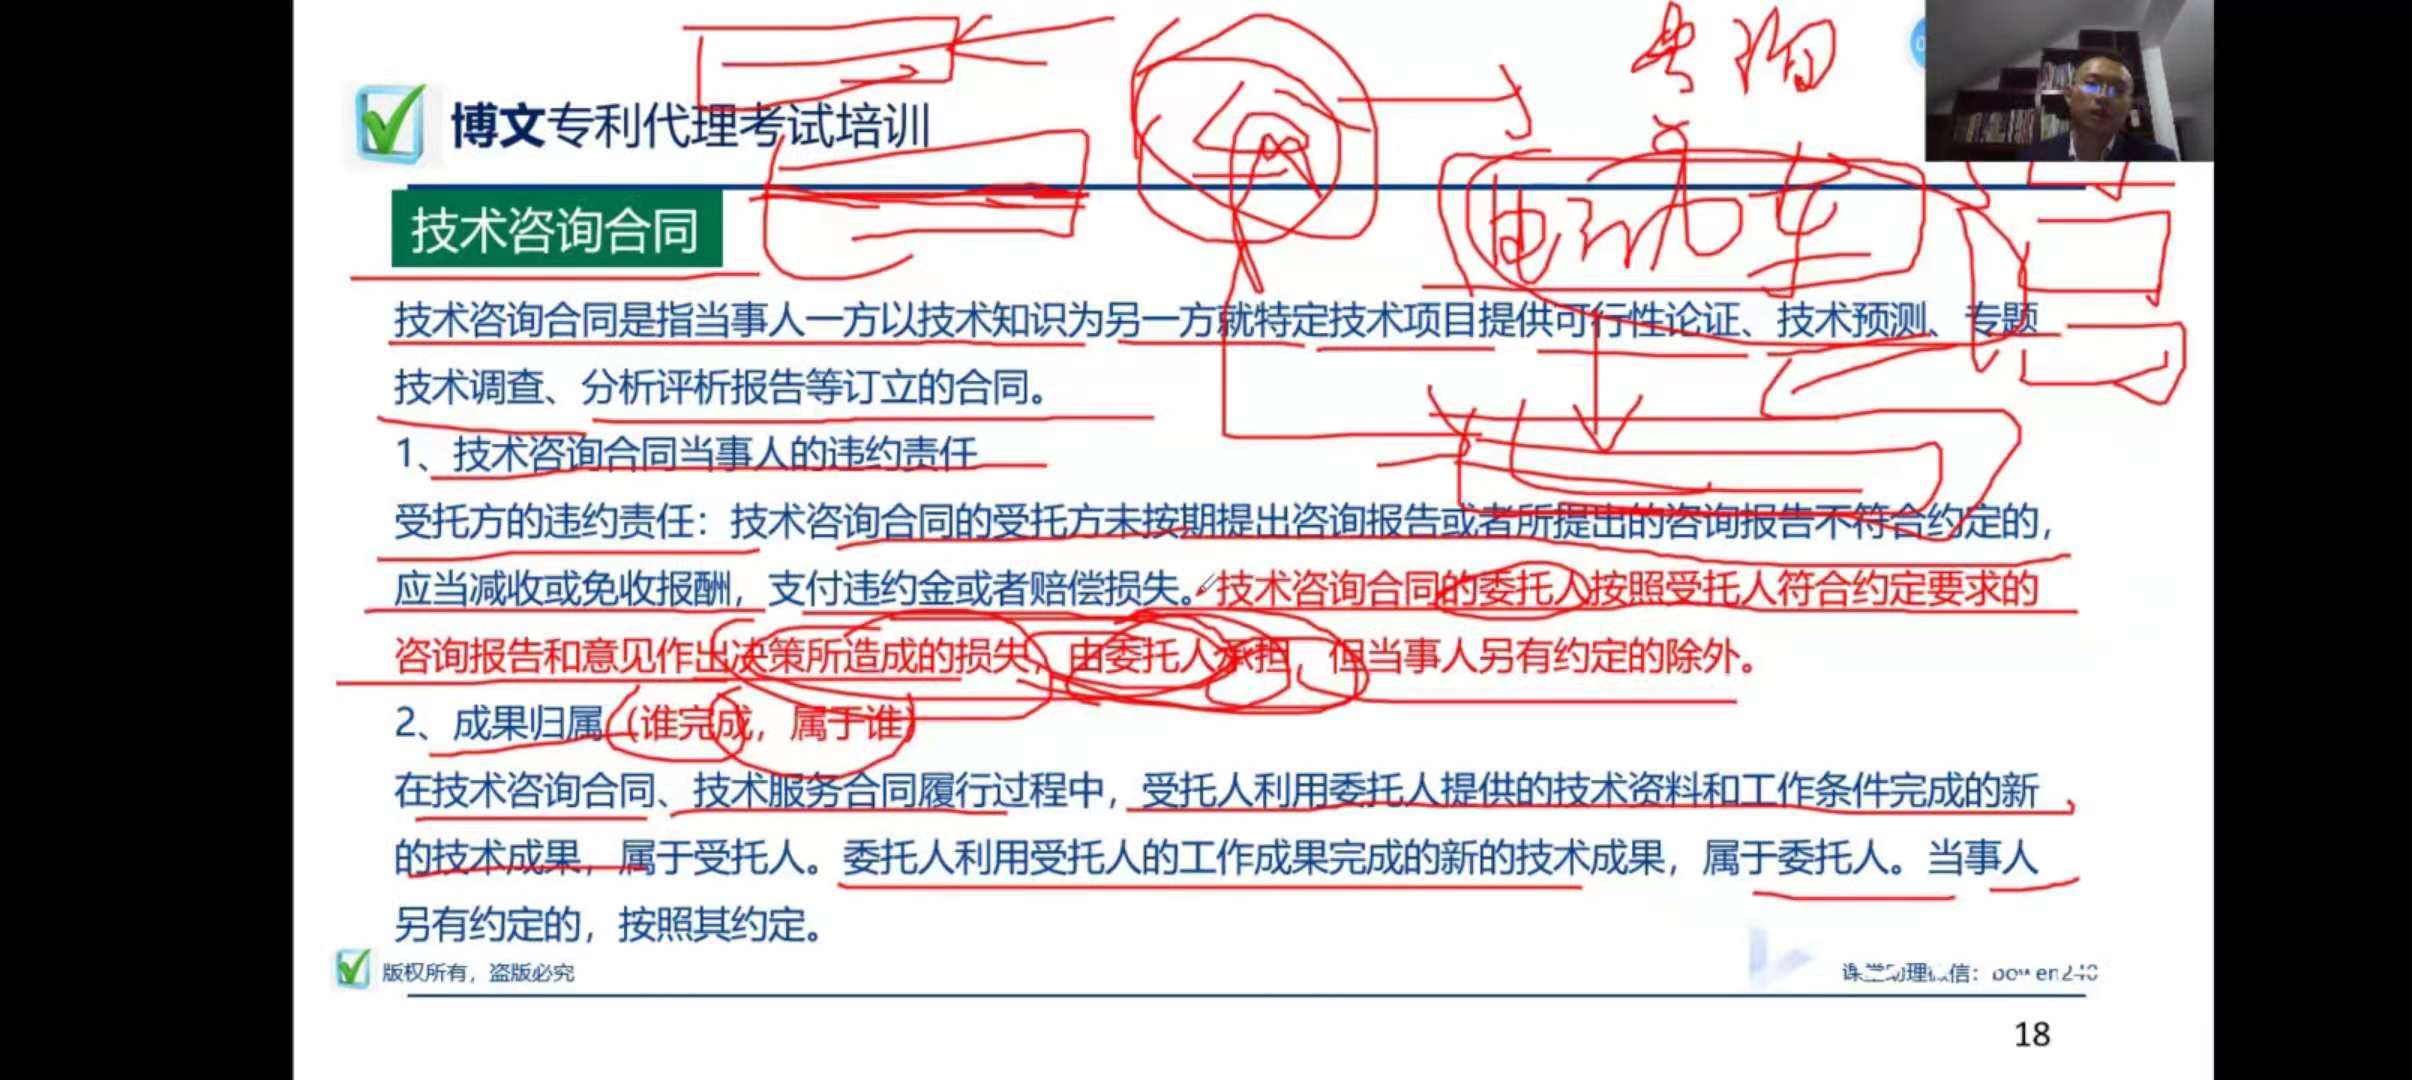 咨询
博文专利代理考试培训
电动车
技术咨询合同
技术咨询合同是指当事人一方以技术知识为另一方就特定技术项目提供可行性论证、技术预测、专题
技术调查、分析评析报告等订立的合同。
1、技术咨询合同当事人的违约责任
受托方的违约责任：技术咨询合同的受托方未按期提出咨询报告或者所提出的咨询报告不符合约定的，
应当减收或免收报酬，支付违约金或者赔偿损失。技术咨询合同的委托人按照受托人符合约定要求的
咨询报告和意见作出决策所造成的损失，由委托人承担，但当事人另有约定的除外。
2、成果归属（谁完成，属于谁）
在技术咨询合同、技术服务合同履行过程中，受托人利用委托人提供的技术资料和工作条件完成的新
的技术成果，属于受托人。委托人利用受托人的工作成果完成的新的技术成果，属于委托人。当事人
另有约定的，按照其约定。
版权所有，盗版必究
课堂助理微信：bowen240
18